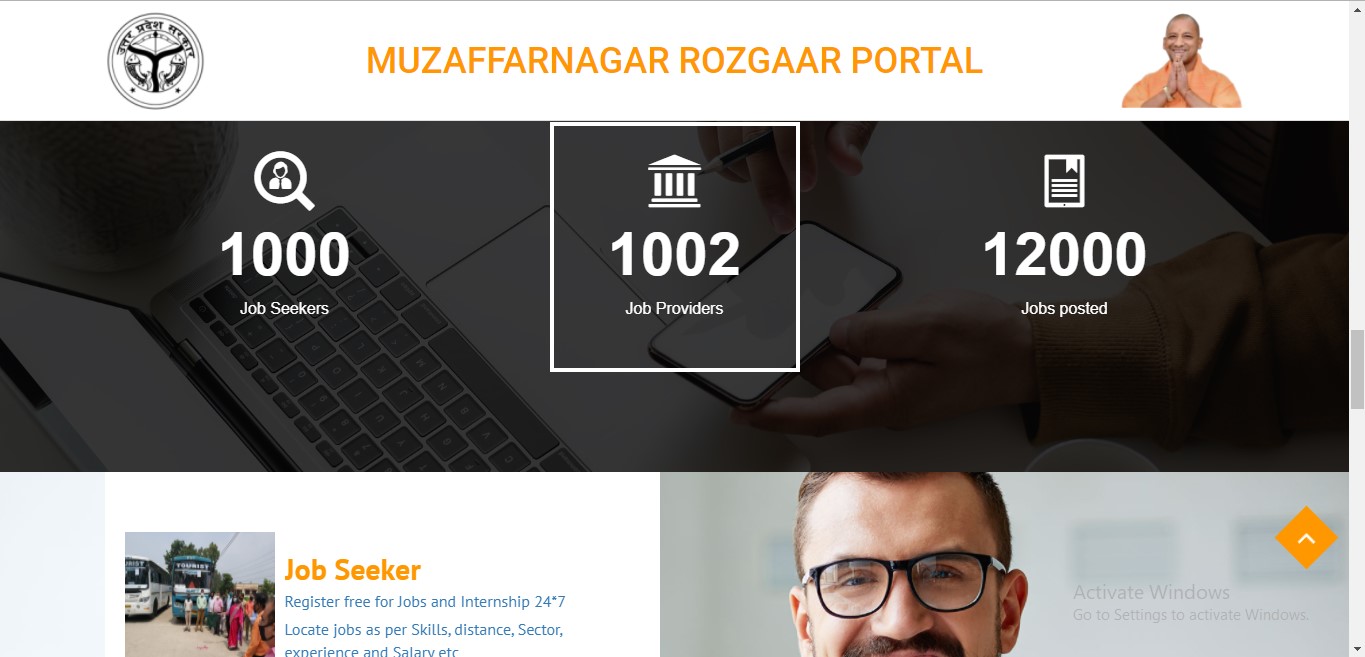 उत्तर प्रदेश सरकार
MUZAFFARNAGAR ROZGAAR PORTAL
1000
Job Seekers
1002
Job Providers
12000
Jobs posted
TOURIST
Job Seeker
Register free for Jobs and Internship 24*7
Locate jobs as per Skills, distance, Sector,
experience and Salary etc
Activate Windows
Go to Settings to activate Windows.